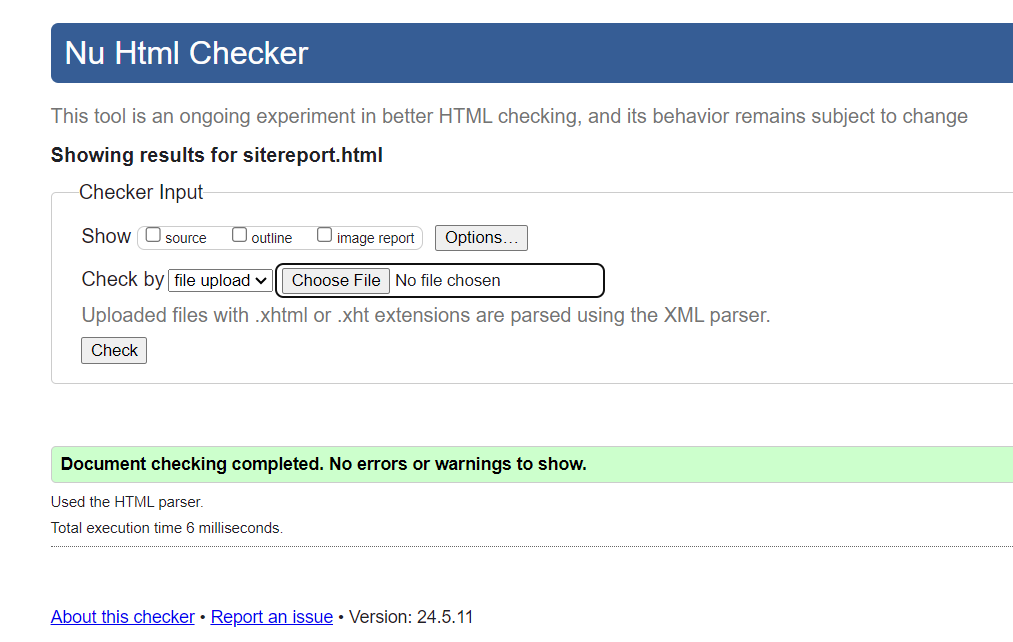 Nu Html Checker
This tool is an ongoing experiment in better HTML checking, and its behavior remains subject to change
Showing results for sitereport.html
Checker Input
Show source outline image report Options...
Check by file upload Choose File No file chosen
Uploaded files with .xhtml or .xht extensions are parsed using the XML parser.
Check
Document checking completed. No errors or warnings to show.
Used the HTML parser.
Total execution time 6 milliseconds.
About this checker • Report an issue • Version: 24.5.11